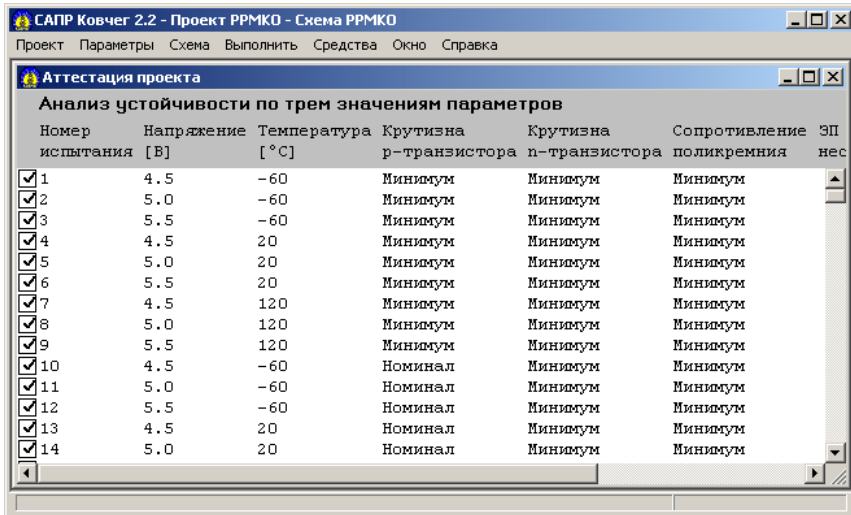 САПР Ковчег 2.2 - Проект PPMKO - Схема PPMKO
Проект Параметры Схема Выполнить Средства Окно Справка
Аттестация проекта
Анализ устойчивости по трем значениям параметров
Номер Напряжение Температура Крутизна Крутизна Сопротивление ЭП
испытания [В] [°C] p-транзистора n-транзистора поликремния нес
1 4.5 -60 Минимум Минимум Минимум
2 5.0 -60 Минимум Минимум Минимум
3 5.5 -60 Минимум Минимум Минимум
4 4.5 20 Минимум Минимум Минимум
5 5.0 20 Минимум Минимум Минимум
6 5.5 20 Минимум Минимум Минимум
7 4.5 120 Минимум Минимум Минимум
8 5.0 120 Минимум Минимум Минимум
9 5.5 120 Минимум Минимум Минимум
10 4.5 -60 Номинал Минимум Минимум
11 5.0 -60 Номинал Минимум Минимум
12 5.5 -60 Номинал Минимум Минимум
13 4.5 20 Номинал Минимум Минимум
14 5.0 20 Номинал Минимум Минимум